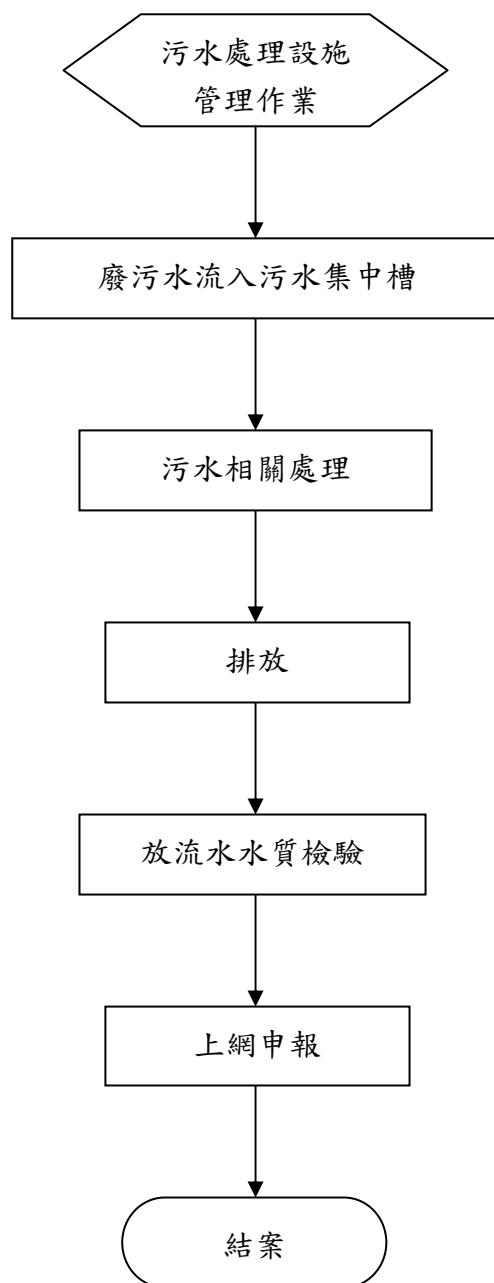 污水處理設施
管理作業
廢污水流入污水集中槽
污水相關處理
排放
放流水水質檢驗
上網申報
結案